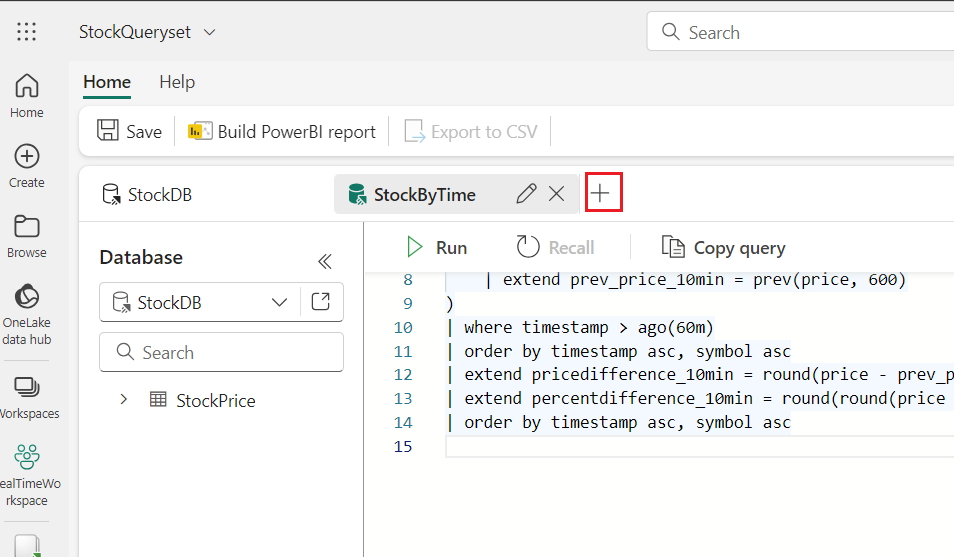 StockQueryset
Search
Home Help
Save Build PowerBI report Export to CSV
Home
Create
Browse
OneLake
data hub
Workspaces
ealTimeWo
rkspace
StockDB
StockByTime
Database
StockDB
Search
StockPrice
Run Recall Copy query
8 | extend prev_price_10min = prev(price, 600)
9 )
10 | where timestamp > ago(60m)
11 | order by timestamp asc, symbol asc
12 | extend pricedifference_10min = round(price - prev_p
13 | extend percentdifference_10min = round(round(price
14 | order by timestamp asc, symbol asc
15